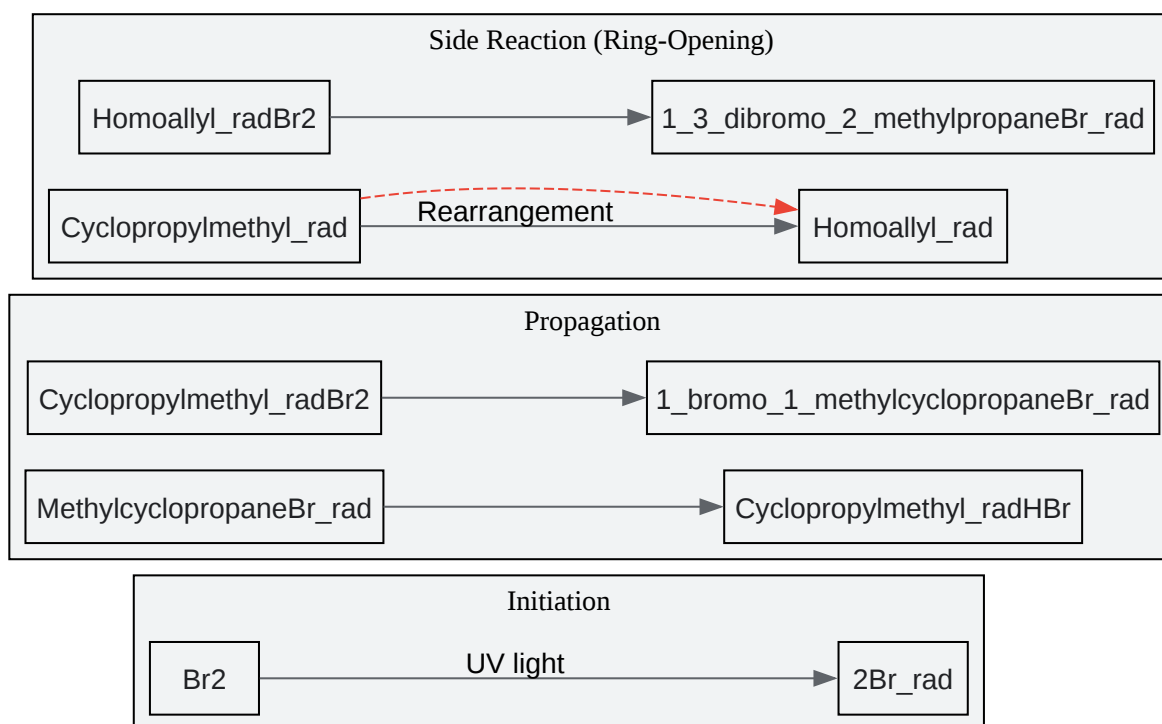 Side Reaction (Ring-Opening)
Homoallyl_radBr2
1_3_dibromo_2_methylpropaneBr_rad
Cyclopropylmethyl_rad
Rearrangement
Homoallyl_rad
Propagation
Cyclopropylmethyl_radBr2
1_bromo_1_methylcyclopropaneBr_rad
MethylcyclopropaneBr_rad
Cyclopropylmethyl_radHBr
Initiation
Br2
UV light
2Br_rad